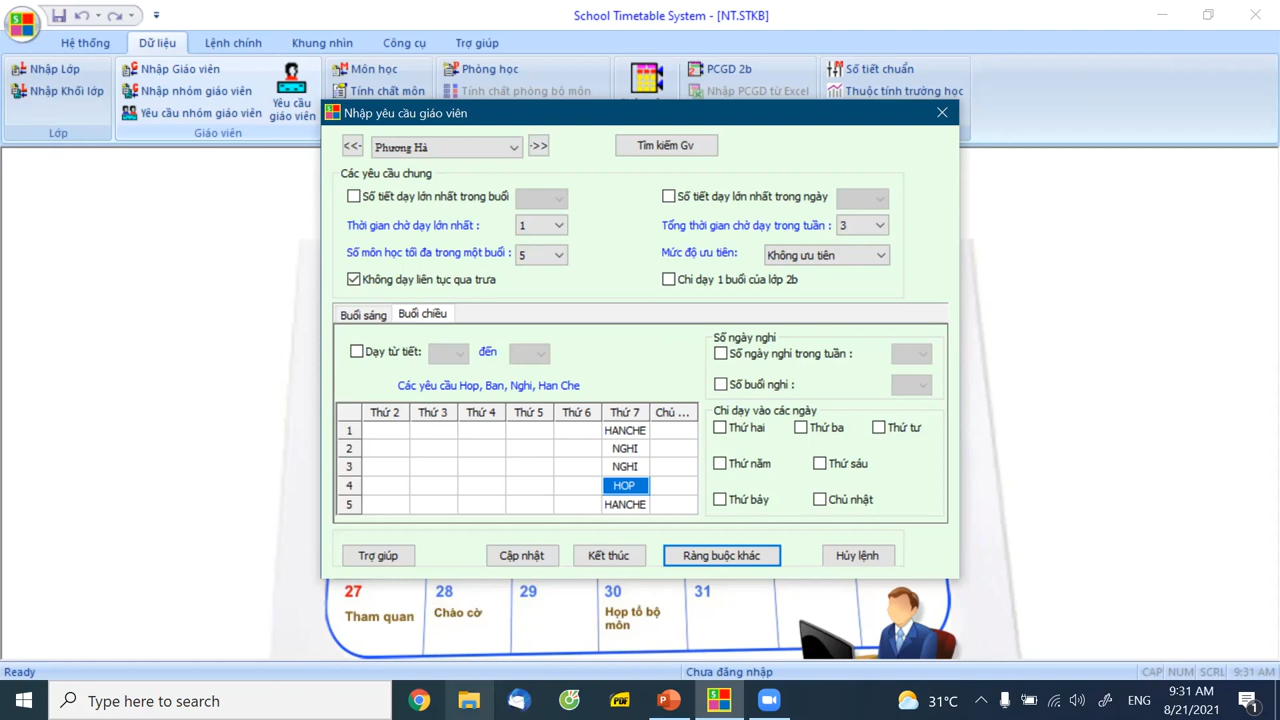 School Timetable System - [NT.STKB]
Hệ thống
Dữ liệu
Lệnh chính
Khung nhìn
Công cụ
Trợ giúp
Nhập Lớp
Nhập Khối lớp
Lớp
Nhập Giáo viên
Nhập nhóm giáo viên
Yêu cầu nhóm giáo viên
Yêu cầu
giáo viên
Giáo viên
Môn học
Tính chất môn
Phòng học
Tính chất phòng bộ môn
PCGD 2b
Nhập PCGD từ Excel
Số tiết chuẩn
Thuộc tính trường học
Nhập yêu cầu giáo viên
<<-
Phương Hà
->>
Tìm kiếm Gv
Các yêu cầu chung
Số tiết dạy lớn nhất trong buổi
Số tiết dạy lớn nhất trong ngày
Thời gian chờ dạy lớn nhất :
1
Tổng thời gian chờ dạy trong tuần :
3
Số môn học tối đa trong một buổi :
5
Mức độ ưu tiên:
Không ưu tiên
Không dạy liên tục qua trưa
Chỉ dạy 1 buổi của lớp 2b
Buổi sáng
Buổi chiều
Dạy từ tiết:
đến
Các yêu cầu Hop, Ban, Nghi, Han Che
Số ngày nghỉ
Số ngày nghỉ trong tuần :
Số buổi nghỉ :
Thứ 2 Thứ 3 Thứ 4 Thứ 5 Thứ 6 Thứ 7 Chủ ...
1 HANCHE
2 NGHI
3 NGHI
4 HOP
5 HANCHE
Chỉ dạy vào các ngày
Thứ hai
Thứ ba
Thứ tư
Thứ năm
Thứ sáu
Thứ bảy
Chủ nhật
Trợ giúp
Cập nhật
Kết thúc
Ràng buộc khác
Hủy lệnh
27
Tham quan
28
Chào cờ
29
30
Họp tổ bộ
môn
31
Ready
Chưa đăng nhập
CAP NUM SCRL 9:31 AM
Type here to search
PDF
31°C
ENG
9:31 AM
8/21/2021
1